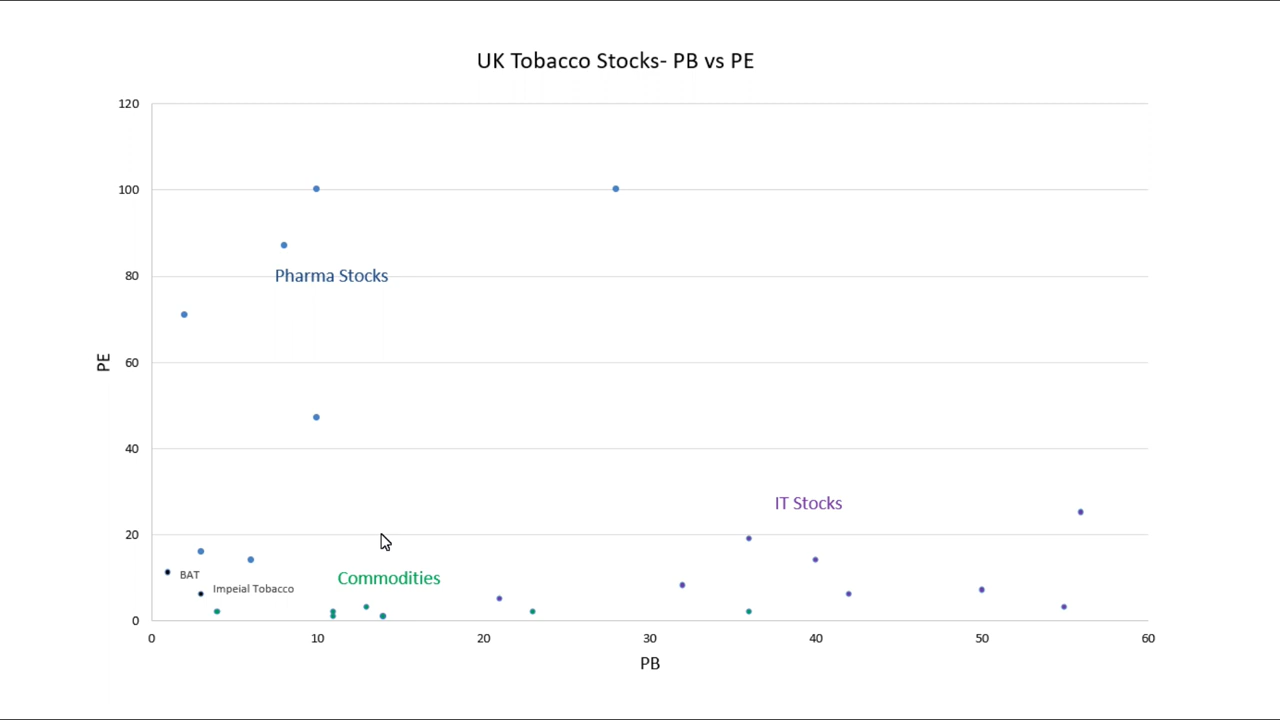 UK Tobacco Stocks- PB vs PE
120
100
80
60
40
20
0
PE
Pharma Stocks
IT Stocks
BAT
Impeial Tobacco
Commodities
0 10 20 30 40 50 60
PB